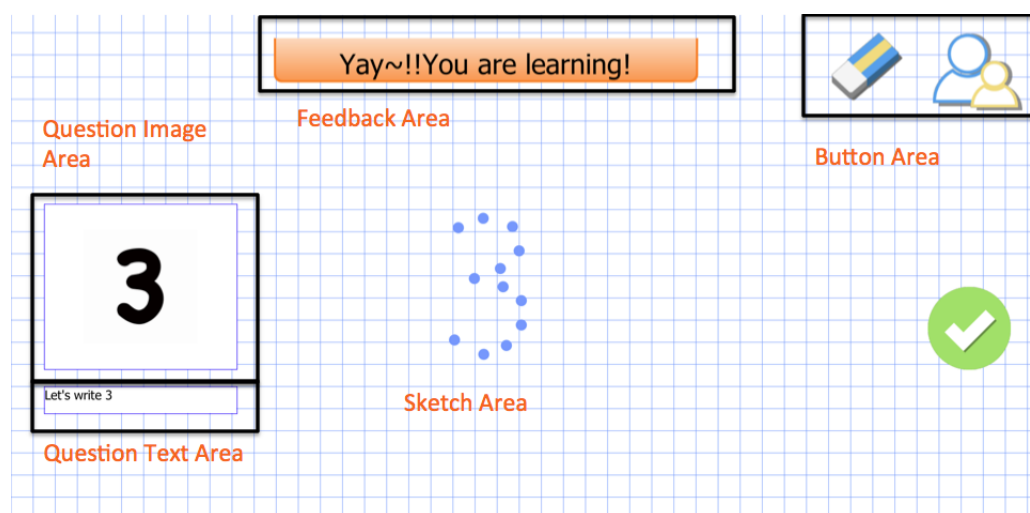 Yay~!!You are learning!
Feedback Area
Question Image
Area
Button Area
3
Let's write 3
Sketch Area
Question Text Area